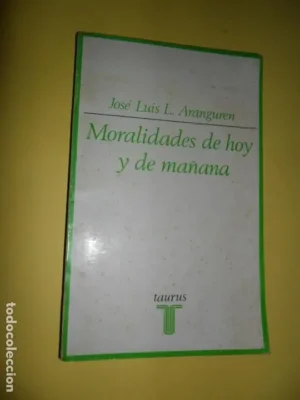 José Luis L. Aranguren
Moralidades de hoy
y de mañana
taurus
todocoleccion